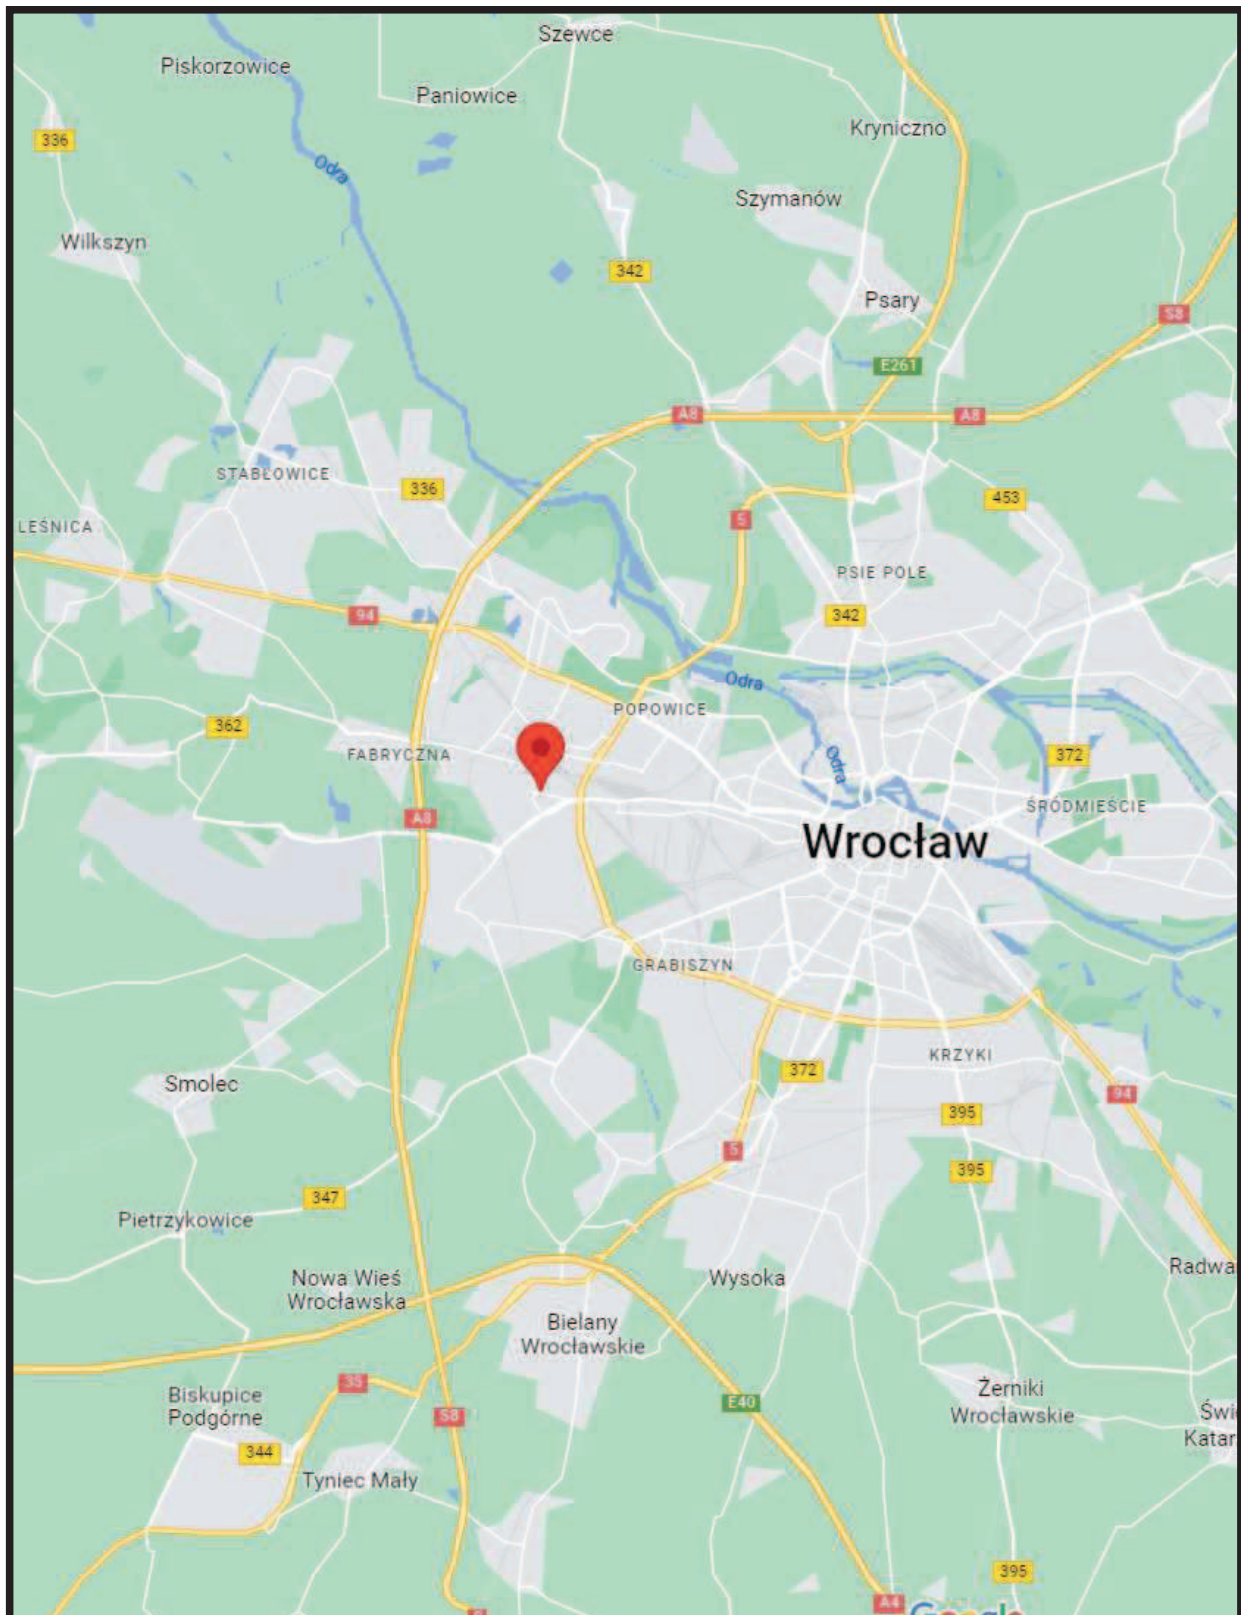 Szewce
Piskorzowice
Paniowice
Kryniczno
336
Odra
Szymanów
Wilkszyn
342
Psary
S8
E261
A8
A8
STABŁOWICE
336
453
LEŚNICA
5
PSIE POLE
94
342
Odra
POPOWICE
362
FABRYCZNA
Odra
372
ŚRÓDMIEŚCIE
A8
Wrocław
GRABISZYN
KRZYKI
372
Smolec
94
395
5
395
347
Pietrzykowice
Radwa
Nowa Wieś
Wrocławska
Wysoka
Bielany
Wrocławskie
35
Żerniki
Wrocławskie
Biskupice
Podgórne
E40
S8
Świ
Katar
344
Tyniec Mały
395
A4
Google